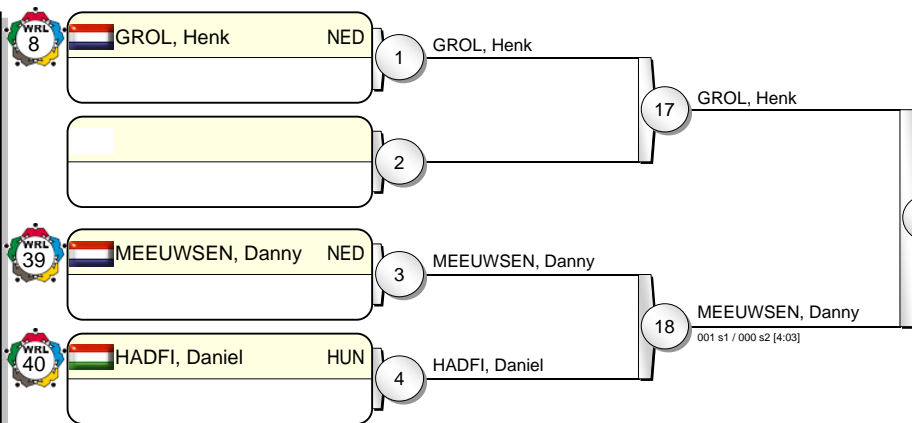 WRL
8
GROL, Henk NED
1
GROL, Henk
17
GROL, Henk
2
WRL
39
MEEUWSEN, Danny NED
3
MEEUWSEN, Danny
18
MEEUWSEN, Danny
001 s1 / 000 s2 [4:03]
WRL
40
HADFI, Daniel HUN
4
HADFI, Daniel